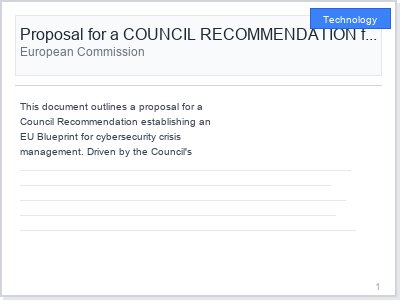 Technology
Proposal for a COUNCIL RECOMMENDATION f...
European Commission
This document outlines a proposal for a
Council Recommendation establishing an
EU Blueprint for cybersecurity crisis
management. Driven by the Council's
1